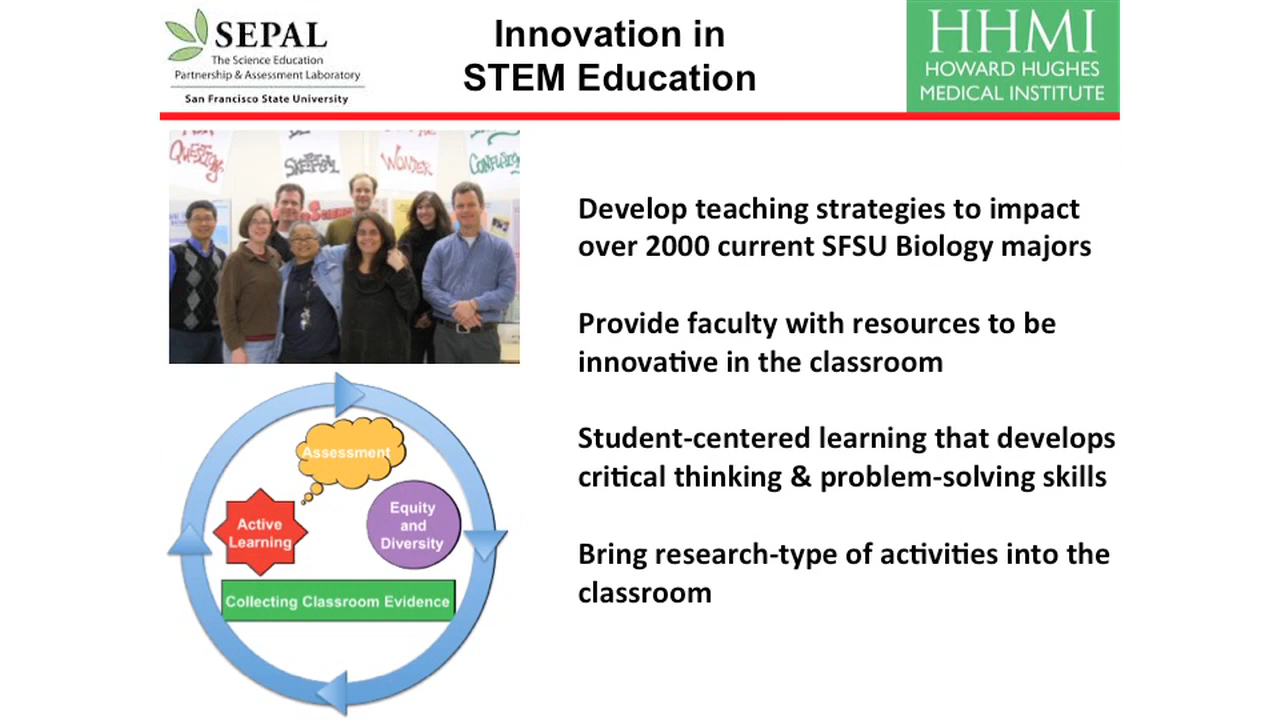 SEPAL
The Science Education
Partnership & Assessment Laboratory
San Francisco State University
Innovation in
STEM Education
HHMI
HOWARD HUGHES
MEDICAL INSTITUTE
QUESTION
SKEPTICAL
WONDER
Develop teaching strategies to impact
over 2000 current SFSU Biology majors
Provide faculty with resources to be
innovative in the classroom
Student-centered learning that develops
critical thinking & problem-solving skills
Bring research-type of activities into the
classroom
Assessment
Active
Learning
Equity
and
Diversity
Collecting Classroom Evidence